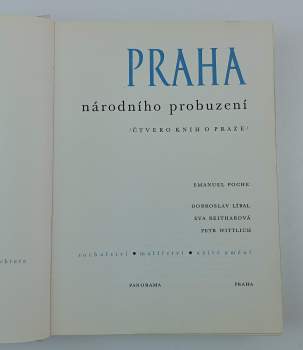 PRAHA
národního probuzení
/ČTVERO KNIH O PRAZE/
EMANUEL POCHE
DOBROSLAV LÍBAL
EVA REITHAROVÁ
PETR WITTLICH
sochařství • malířství • užité umění
PANORAMA PRAHA